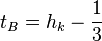 t_B = h_k - \frac{1}{3}